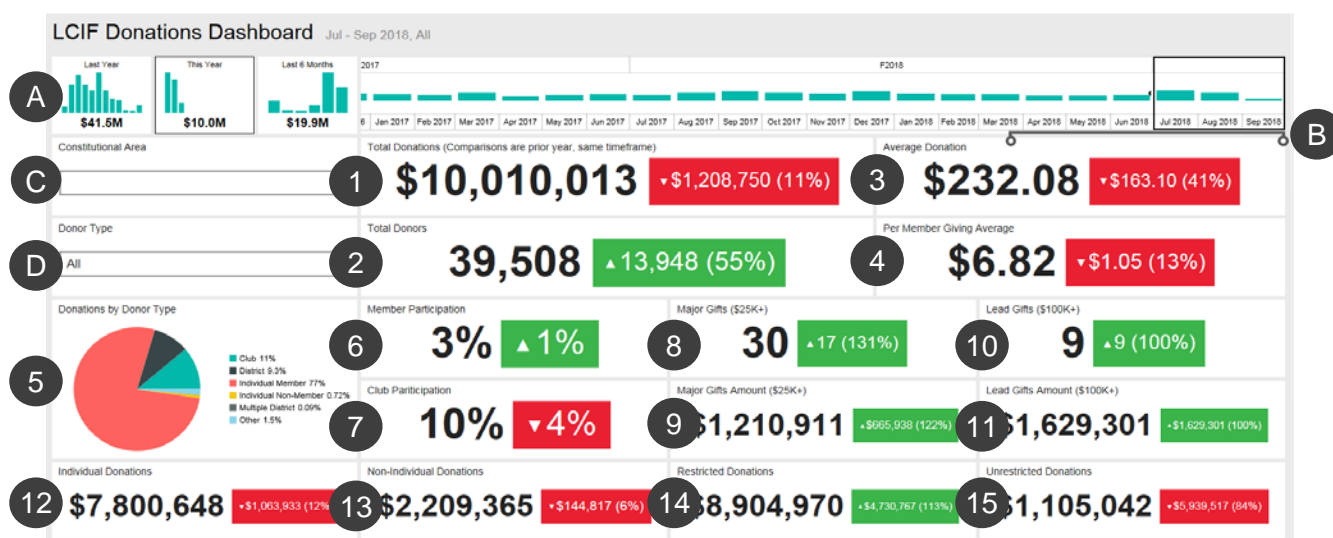 LCIF Donations Dashboard Jul - Sep 2018, All
Last Year This Year Last 6 Months
$41.5M $10.0M $19.9M
A
2017 F2018
6 Jan 2017 Feb 2017 Mar 2017 Apr 2017 May 2017 Jun 2017 Jul 2017 Aug 2017 Sep 2017 Oct 2017 Nov 2017 Dec 2017 Jan 2018 Feb 2018 Mar 2018 Apr 2018 May 2018 Jun 2018 Jul 2018 Aug 2018 Sep 2018
B
Constitutional Area
C
Total Donations (Comparisons are prior year, same timeframe)
1 $10,010,013 ▼$1,208,750 (11%)
Average Donation
3 $232.08 ▼$163.10 (41%)
Donor Type
D All
Total Donors
2 39,508 ▲13,948 (55%)
Per Member Giving Average
4 $6.82 ▼$1.05 (13%)
Donations by Donor Type
5
Club 11%
District 9.3%
Individual Member 77%
Individual Non-Member 0.72%
Multiple District 0.09%
Other 1.5%
Member Participation
6 3% ▲1%
Major Gifts ($25K+)
8 30 ▲17 (131%)
Lead Gifts ($100K+)
10 9 ▲9 (100%)
Club Pariticipation
7 10% ▼4%
Major Gifts Amount ($25K+)
9 $1,210,911 ▲$665,938 (122%)
Lead Gifts Amount ($100K+)
11 $1,629,301 ▲$1,629,301 (100%)
Individual Donations
12 $7,800,648 ▼$1,063,933 (12%
Non-Individual Donations
13 $2,209,365 ▼$144,817 (6%)
Restricted Donations
14 $8,904,970 ▲$4,730,767 (113%)
Unrestricted Donations
15 $1,105,042 ▼$5,939,517 (84%)